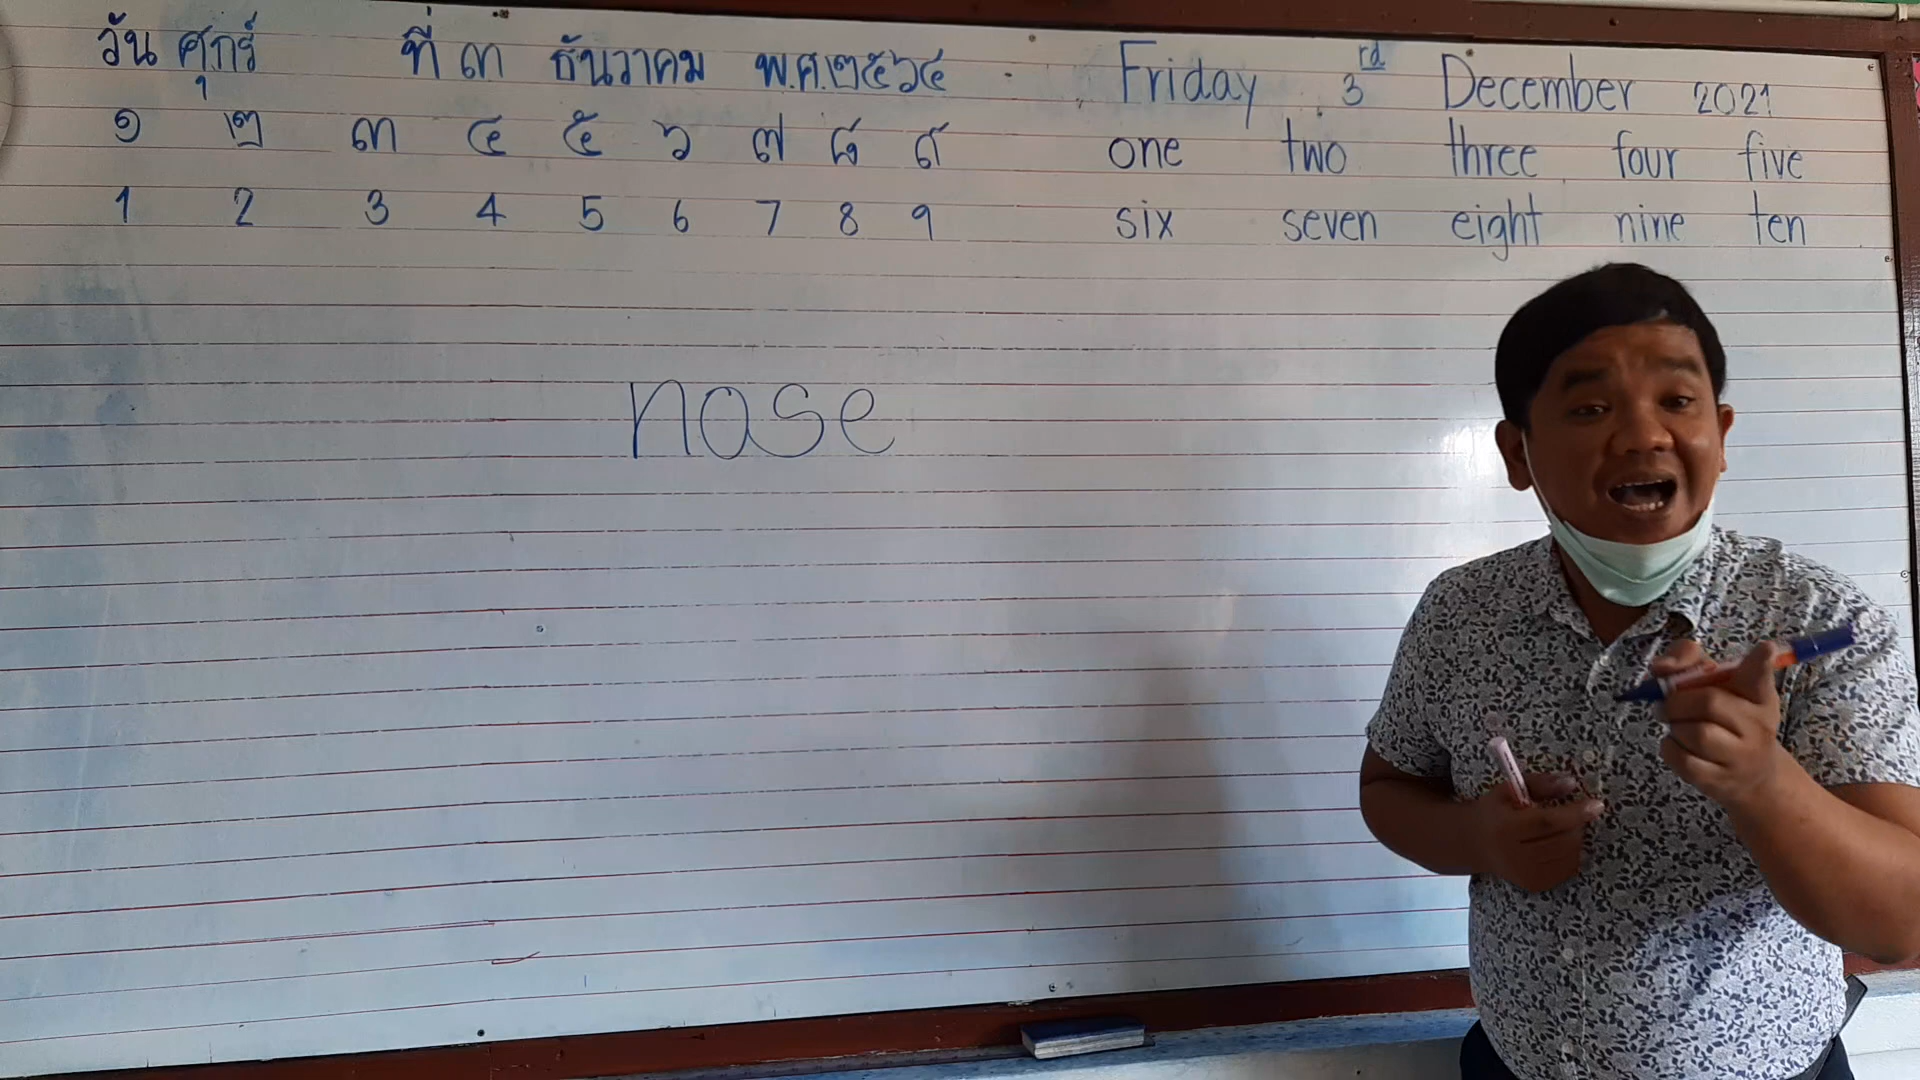 วันศุกร์ ที่ ๓ ธันวาคม พ.ศ.๒๕๖๔ Friday 3rd December 2021
๑ ๒ ๓ ๔ ๕ ๖ ๗ ๘ ๙ one two three four five
1 2 3 4 5 6 7 8 9 six seven eight nine ten
nose